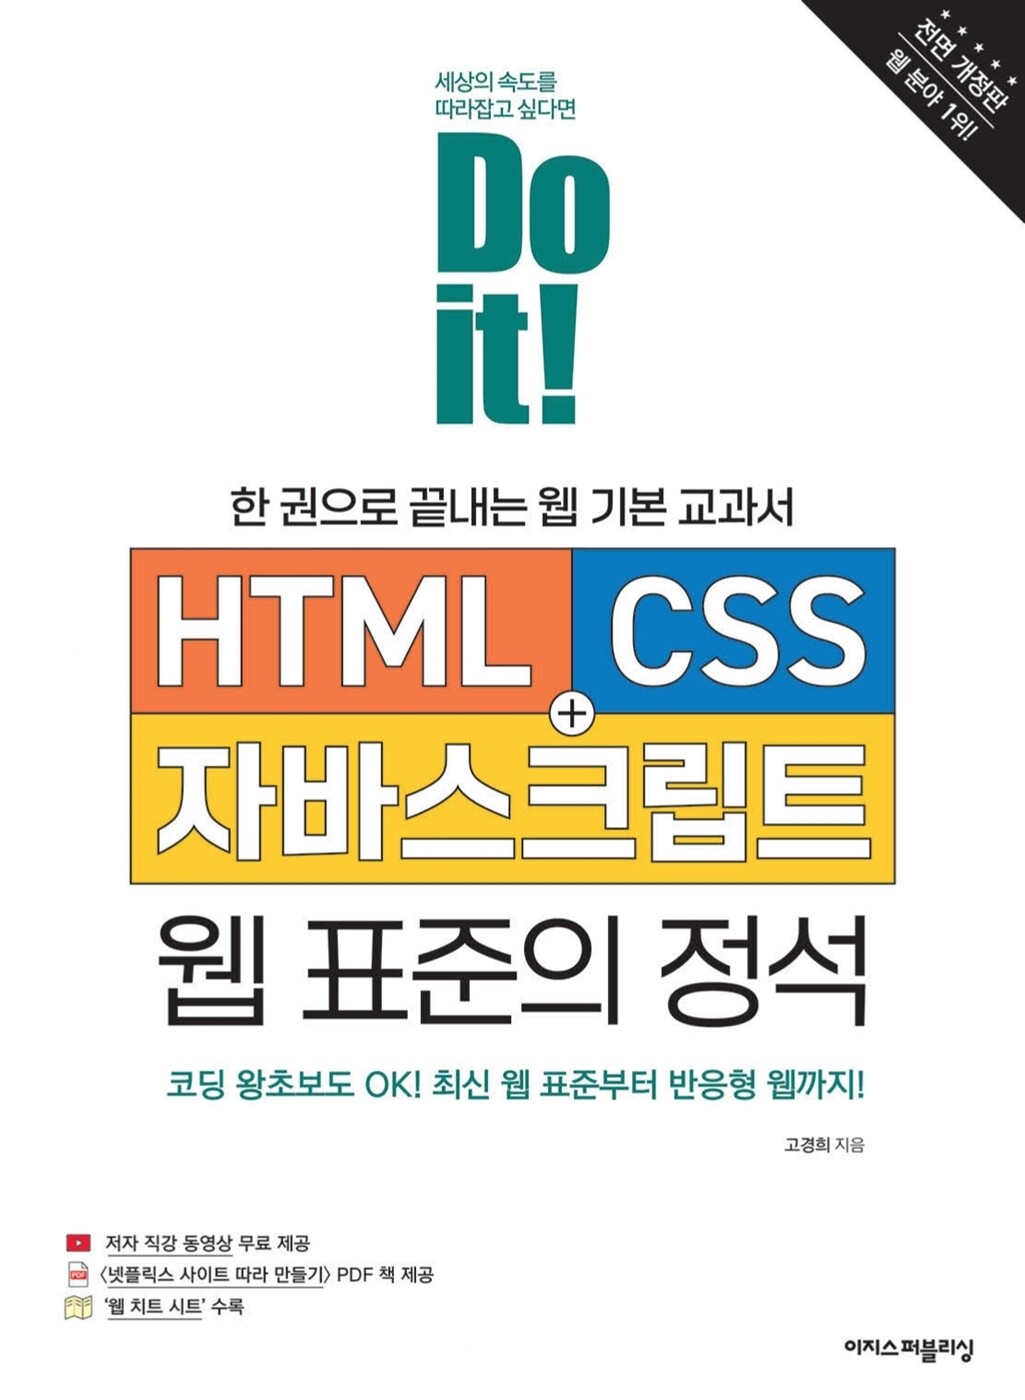 전면 개정판
웹 분야 1위!
세상의 속도를
따라잡고 싶다면
Do
it!
한 권으로 끝내는 웹 기본 교과서
HTML + CSS
자바스크립트
웹 표준의 정석
코딩 왕초보도 OK! 최신 웹 표준부터 반응형 웹까지!
고경희 지음
저자 직강 동영상 무료 제공
PDF 〈넷플릭스 사이트 따라 만들기〉 PDF 책 제공
‘웹 치트 시트’ 수록
이지스퍼블리싱